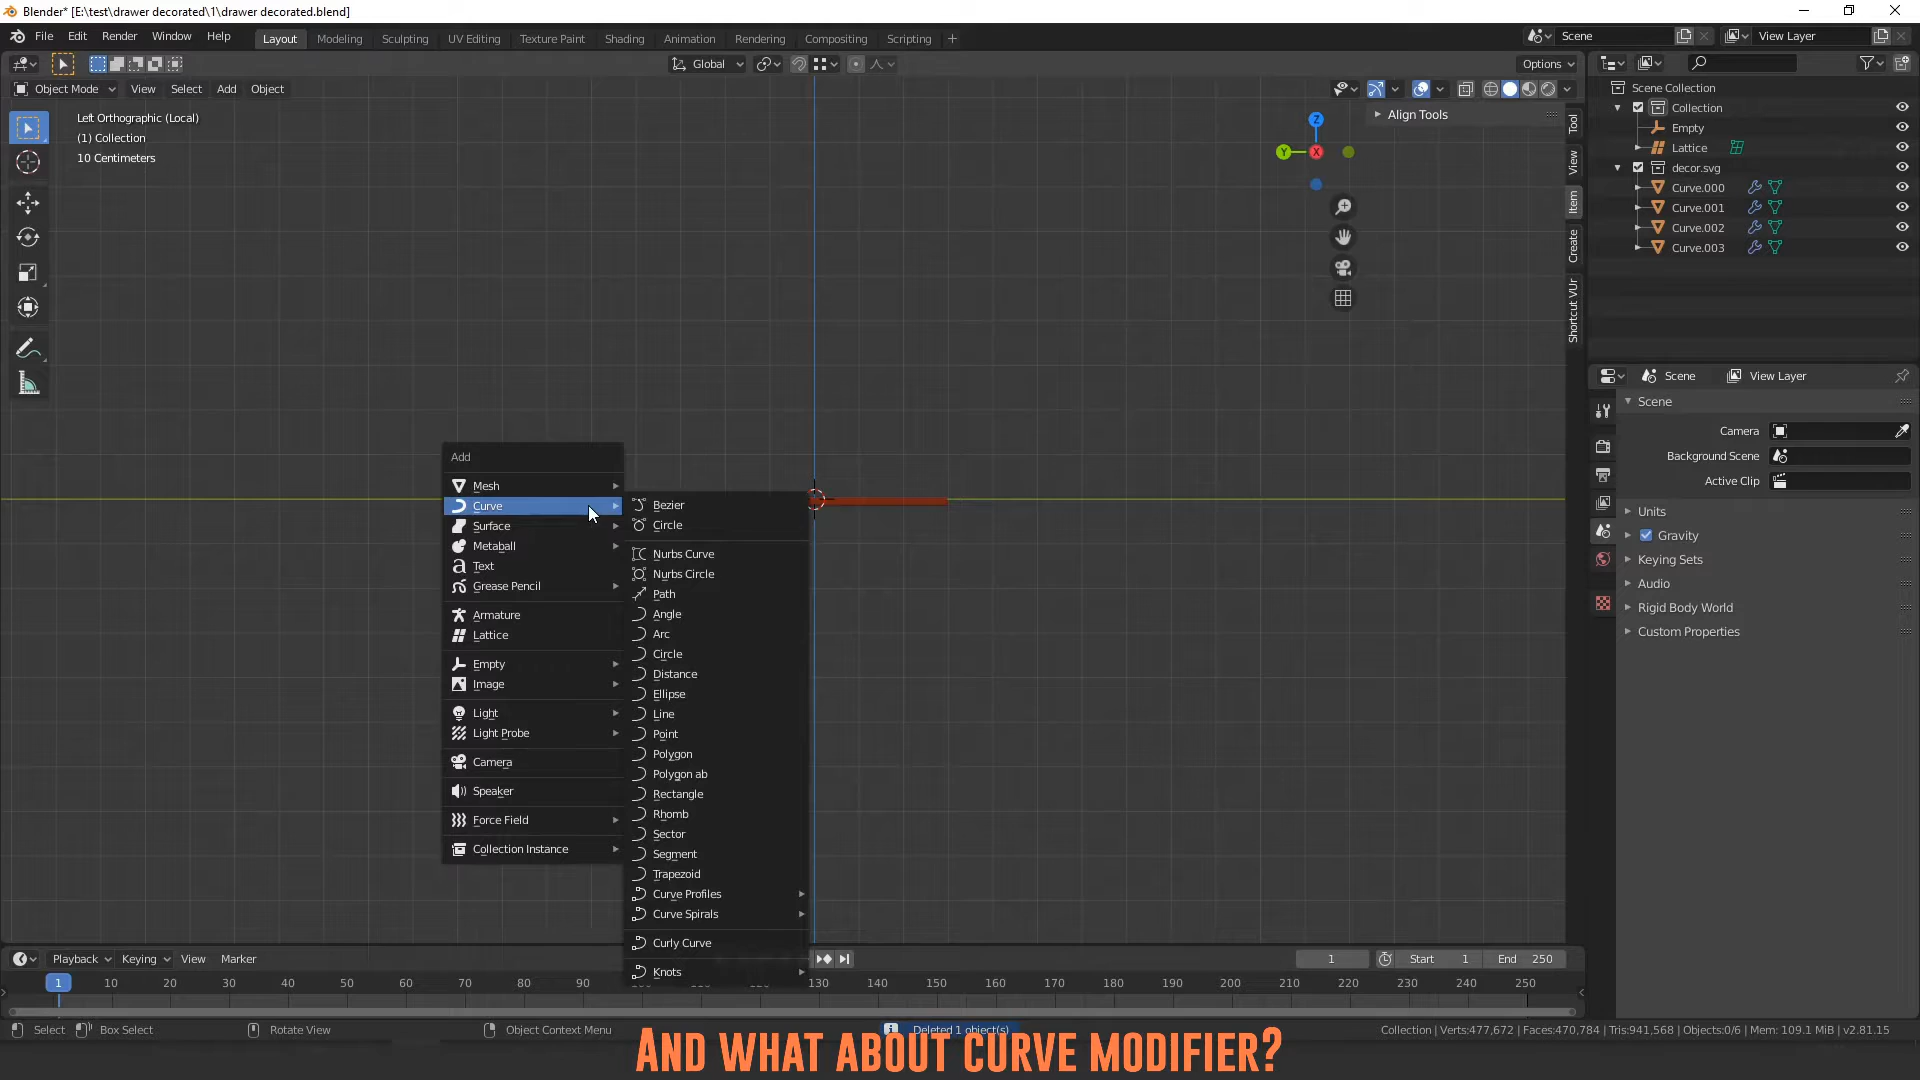 Blender* [E:\test\drawer decorated\1\drawer decorated.blend]
File Edit Render Window Help
Layout Modeling Sculpting UV Editing Texture Paint Shading Animation Rendering Compositing Scripting +
Scene View Layer
Global Options
Object Mode View Select Add Object
Left Orthographic (Local)
(1) Collection
10 Centimeters
Align Tools
Z
Y X
Tool
View
Item
Create
Shortcut VUr
Scene Collection
Collection
Empty
Lattice
decor.svg
Curve.000
Curve.001
Curve.002
Curve.003
Scene View Layer
Scene
Camera
Background Scene
Active Clip
Units
Gravity
Keying Sets
Audio
Rigid Body World
Custom Properties
Add
Mesh
Curve
Surface
Metaball
Text
Grease Pencil
Armature
Lattice
Empty
Image
Light
Light Probe
Camera
Speaker
Force Field
Collection Instance
Bezier
Circle
Nurbs Curve
Nurbs Circle
Path
Angle
Arc
Circle
Distance
Ellipse
Line
Point
Polygon
Polygon ab
Rectangle
Rhomb
Sector
Segment
Trapezoid
Curve Profiles
Curve Spirals
Curly Curve
Knots
Playback Keying View Marker
1 Start 1 End 250
1 10 20 30 40 50 60 70 80 90 130 140 150 160 170 180 190 200 210 220 230 240 250
Select Box Select Rotate View Object Context Menu Deleted 1 object(s)
Collection | Verts:477,672 | Faces:470,784 | Tris:941,568 | Objects:0/6 | Mem: 109.1 MiB | v2.81.15
And what about curve modifier?